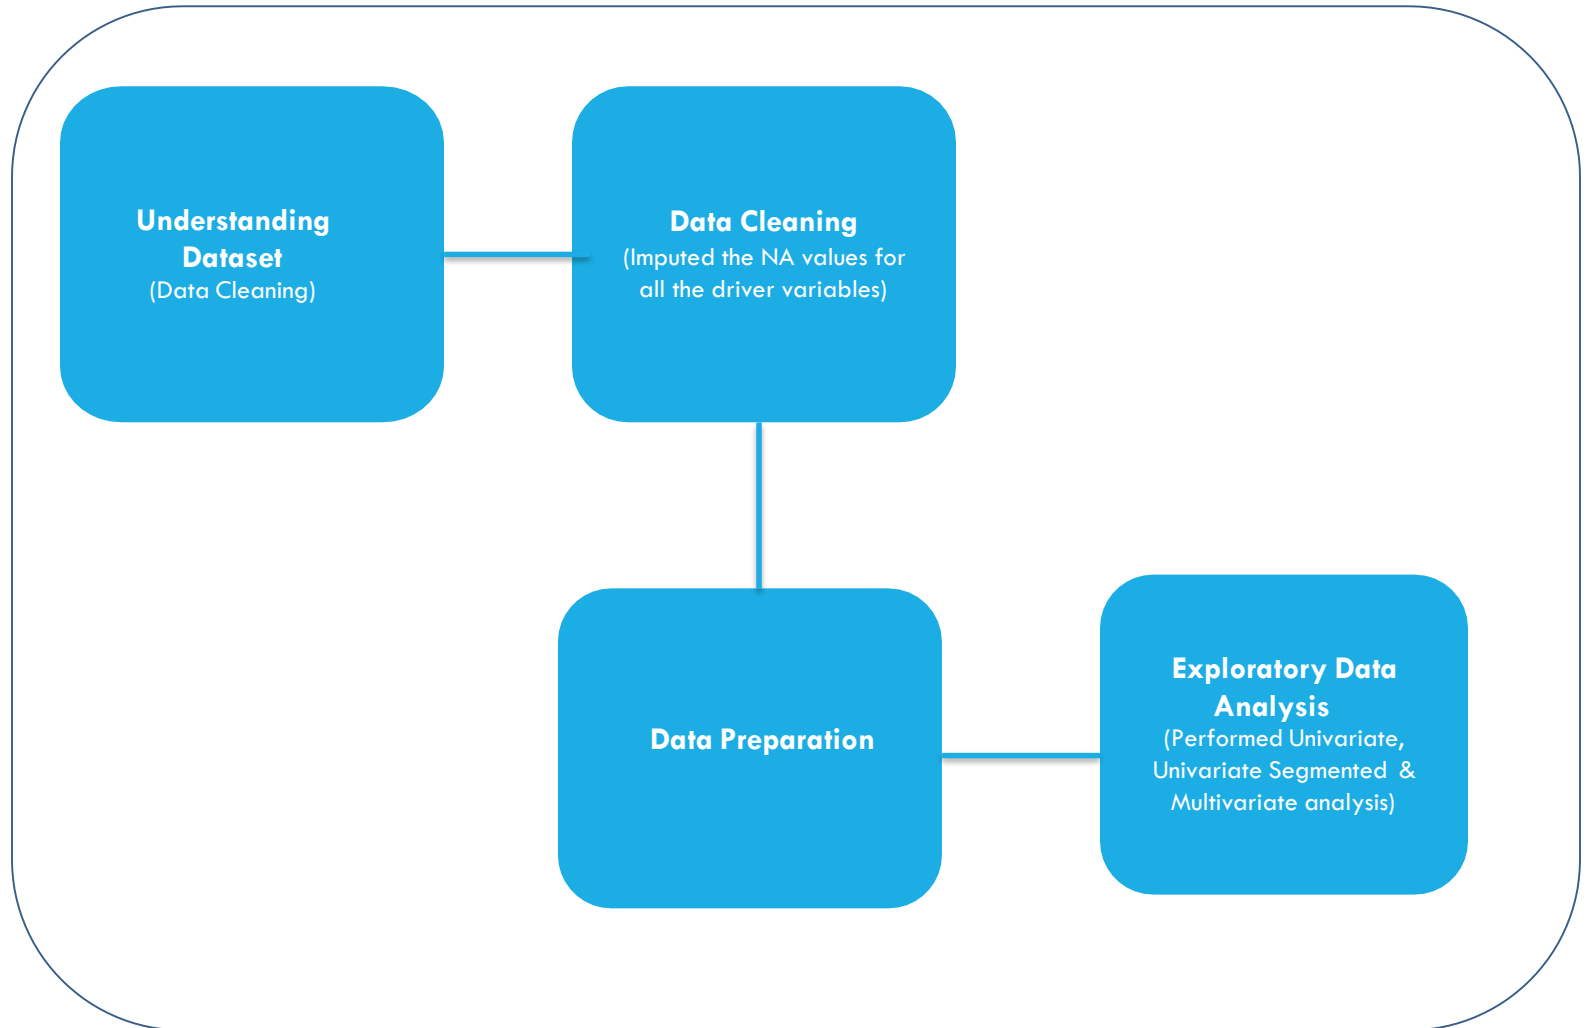 Understanding
Dataset
(Data Cleaning)
Data Cleaning
(Imputed the NA values for
all the driver variables)
Data Preparation
Exploratory Data
Analysis
(Performed Univariate,
Univariate Segmented &
Multivariate analysis)